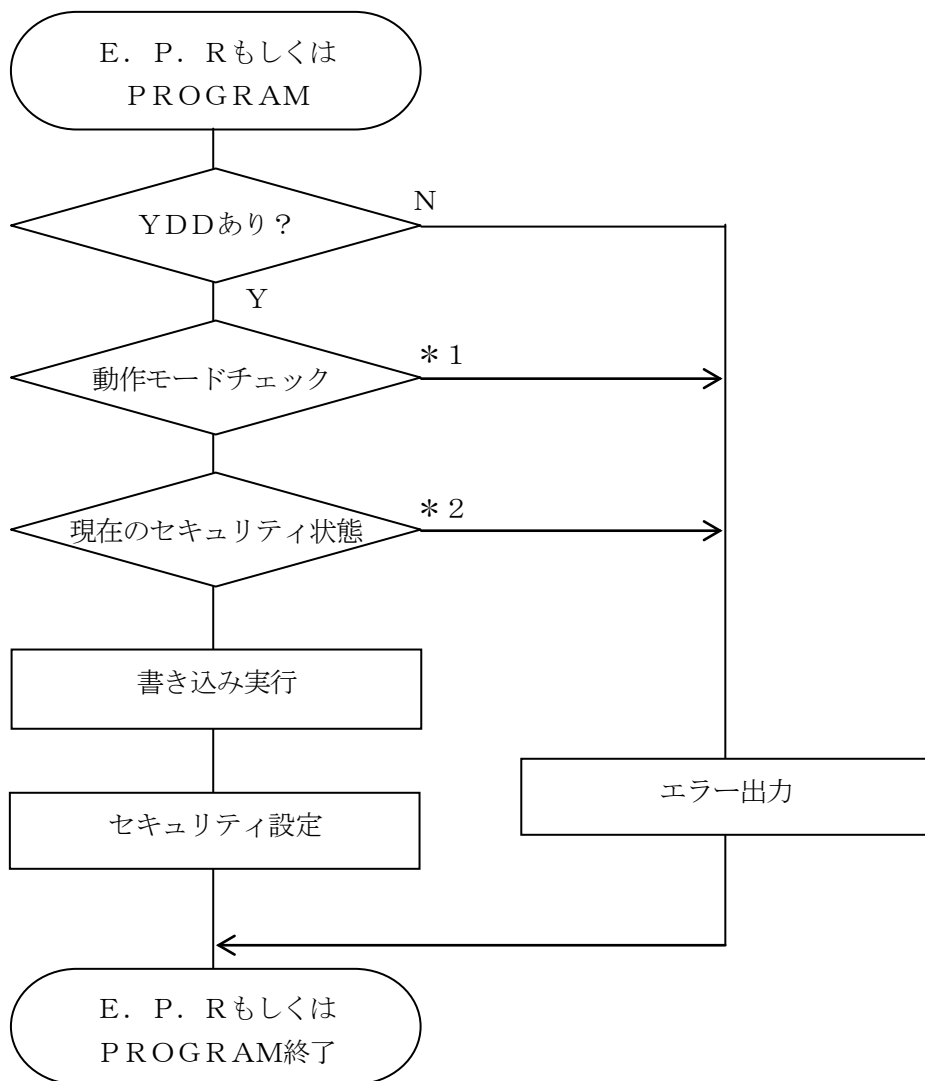 Ｅ．Ｐ．Ｒもしくは
ＰＲＯＧＲＡＭ
ＹＤＤあり？
Ｎ
Ｙ
動作モードチェック
＊１
現在のセキュリティ状態
＊２
書き込み実行
エラー出力
セキュリティ設定
Ｅ．Ｐ．Ｒもしくは
ＰＲＯＧＲＡＭ終了